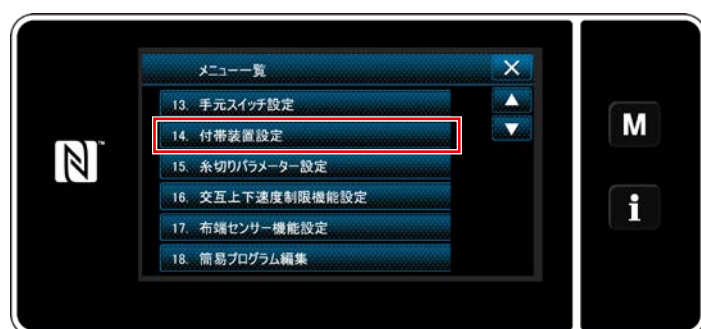 メニュー一覧
13. 手元スイッチ設定
14. 付帯装置設定
15. 糸切りパラメーター設定
16. 交互上下速度制限機能設定
17. 布端センサー機能設定
18. 簡易プログラム編集
M
i
N